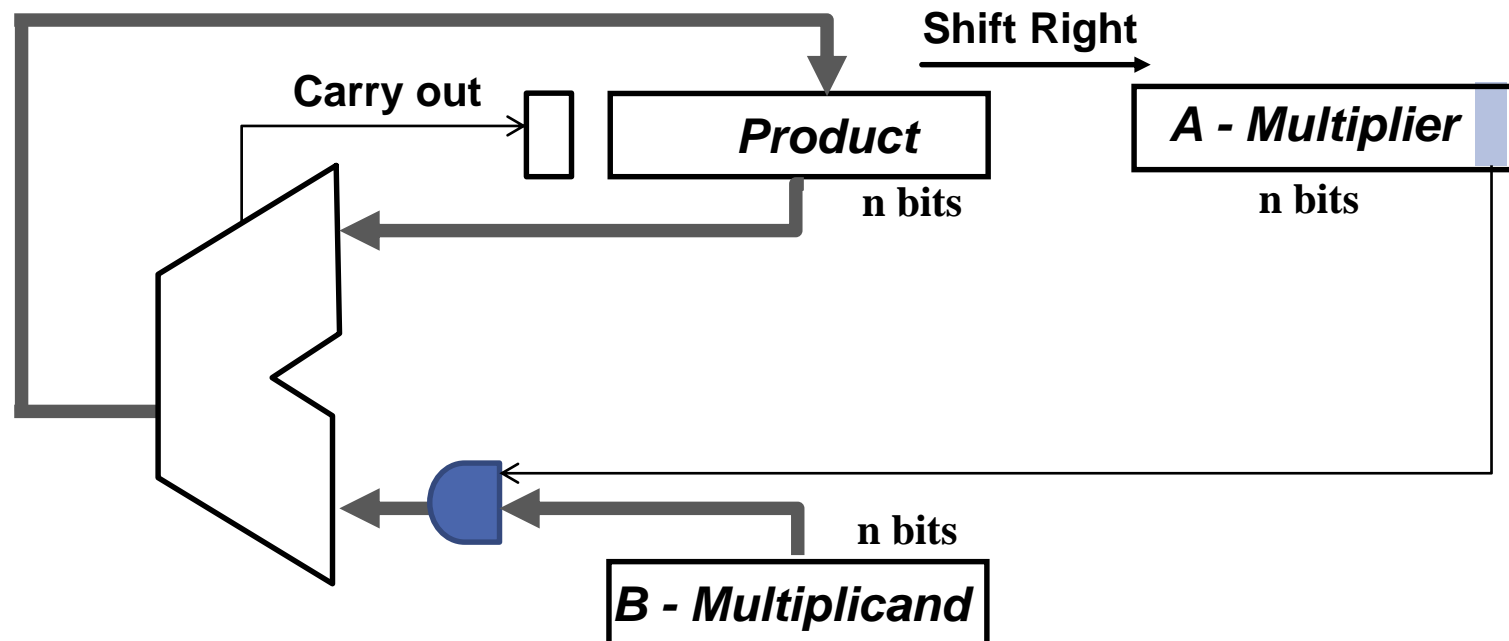 Shift Right
Carry out
Product
A - Multiplier
n bits
n bits
n bits
B - Multiplicand